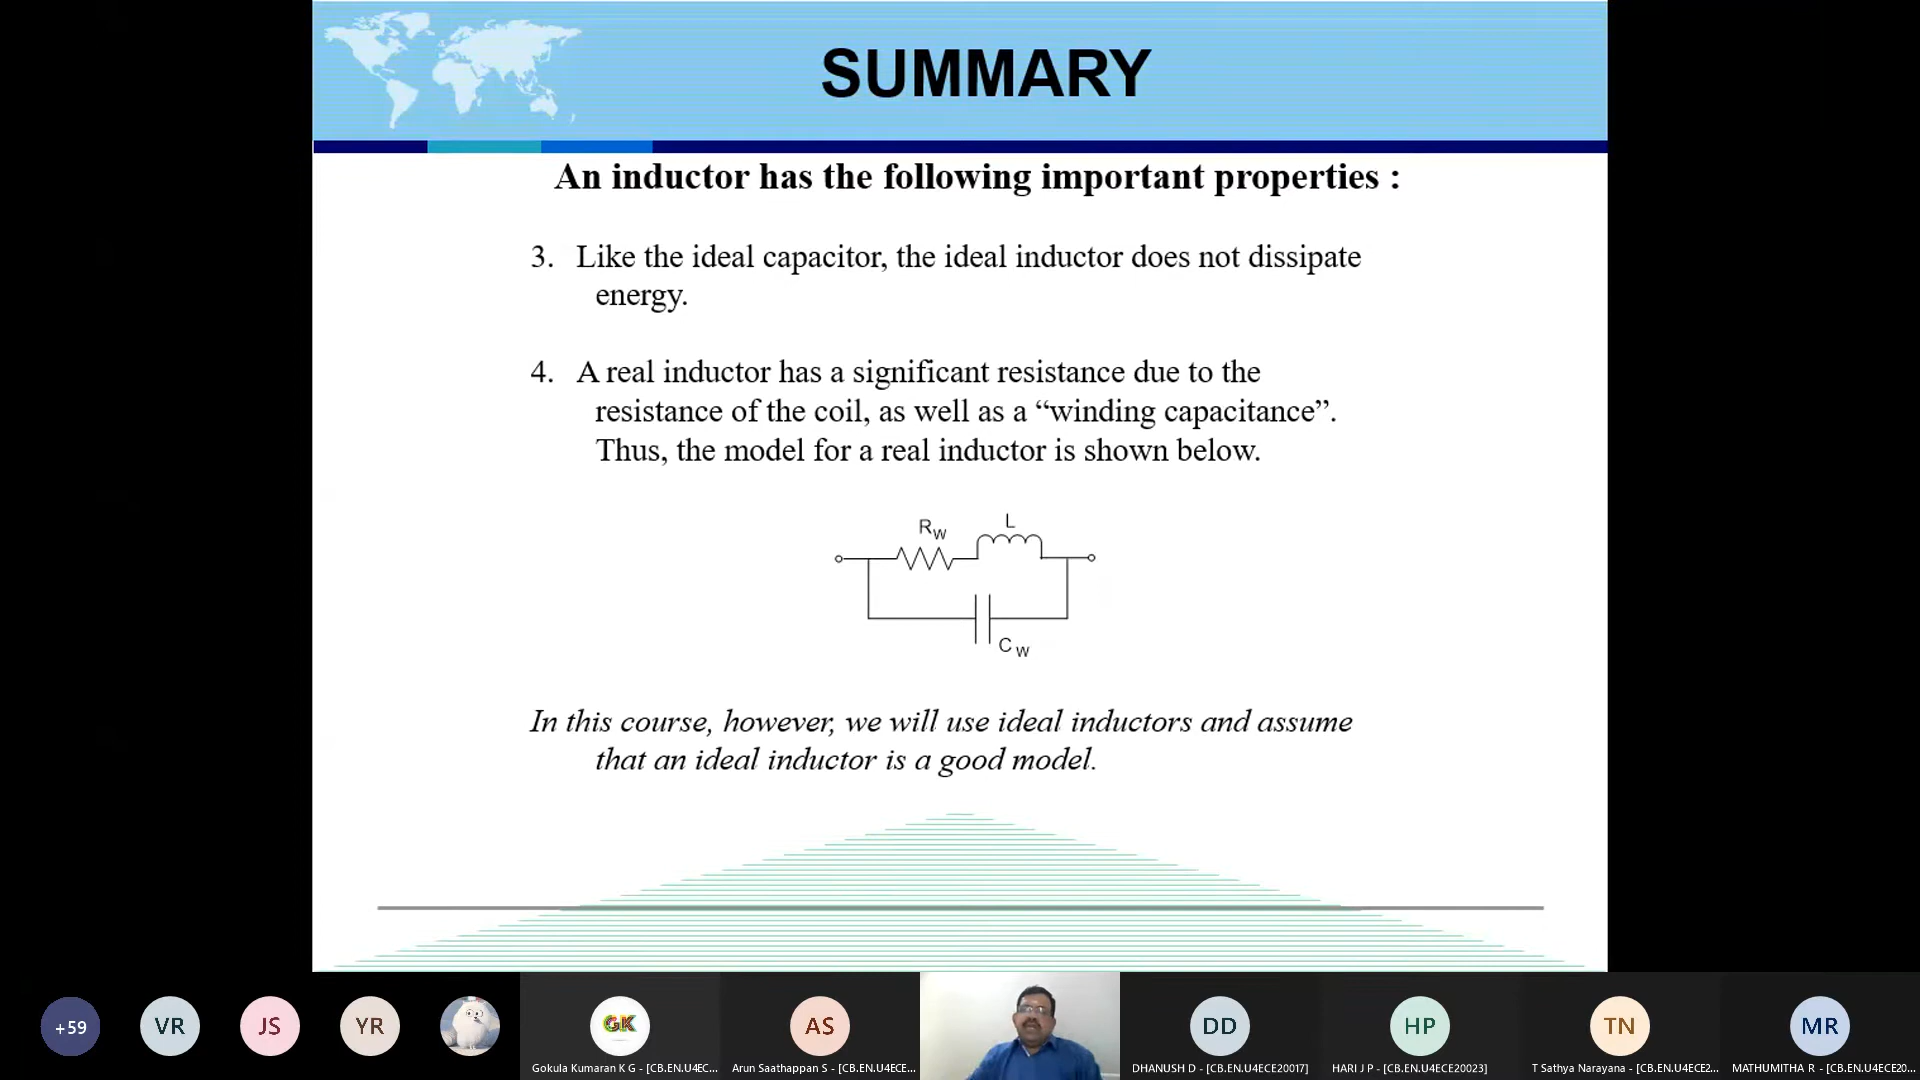 SUMMARY
An inductor has the following important properties :
3. Like the ideal capacitor, the ideal inductor does not dissipate
energy.
4. A real inductor has a significant resistance due to the
resistance of the coil, as well as a “winding capacitance”.
Thus, the model for a real inductor is shown below.
RW
L
CW
In this course, however, we will use ideal inductors and assume
that an ideal inductor is a good model.
+59
VR
JS
YR
GK
AS
DD
HP
TN
MR
Gokula Kumaran K G - [CB.EN.U4EC...
Arun Saathappan S - [CB.EN.U4ECE...
DHANUSH D - [CB.EN.U4ECE20017]
HARI J P - [CB.EN.U4ECE20023]
T Sathya Narayana - [CB.EN.U4ECE2...
MATHUMITHA R - [CB.EN.U4ECE20...